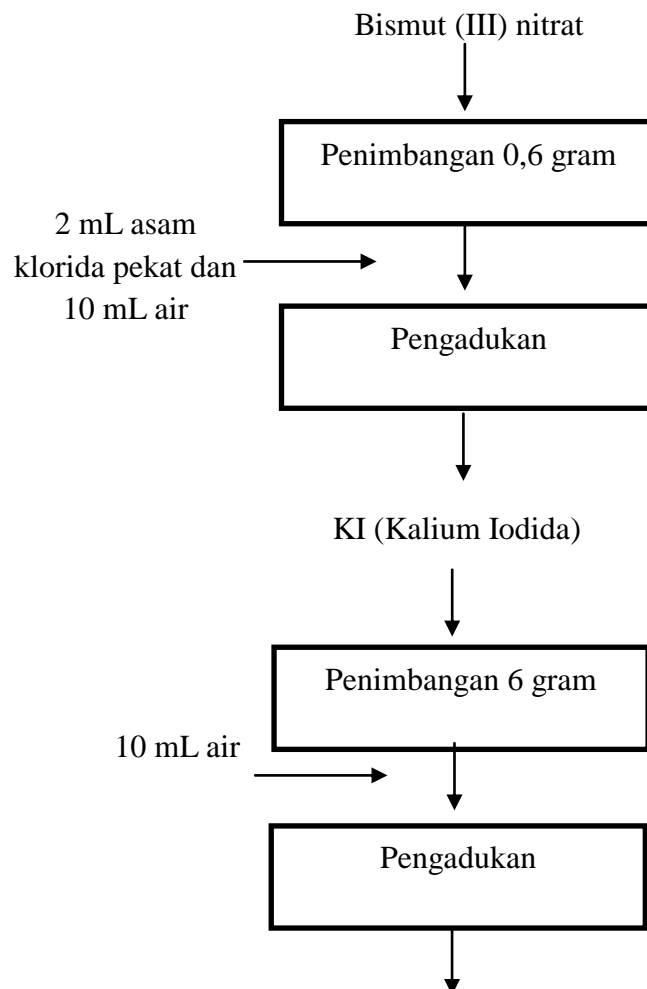 Bismut (III) nitrat
Penimbangan 0,6 gram
2 mL asam
klorida pekat dan
10 mL air
Pengadukan
KI (Kalium Iodida)
Penimbangan 6 gram
10 mL air
Pengadukan